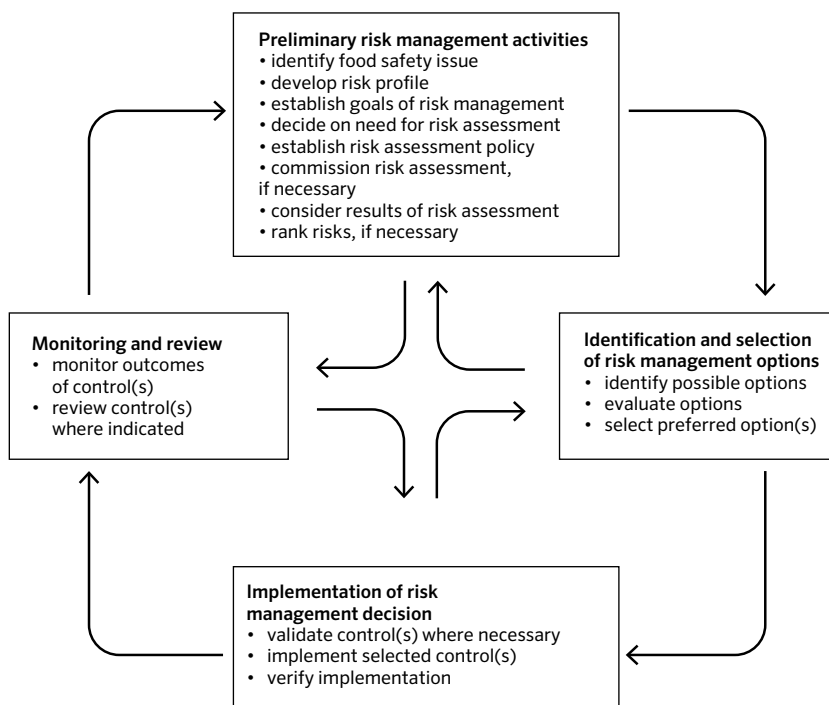 Preliminary risk management activities
• identify food safety issue
• develop risk profile
• establish goals of risk management
• decide on need for risk assessment
• establish risk assessment policy
• commission risk assessment,
if necessary
• consider results of risk assessment
• rank risks, if necessary
Monitoring and review
• monitor outcomes
of control(s)
• review control(s)
where indicated
Identification and selection
of risk management options
• identify possible options
• evaluate options
• select preferred option(s)
Implementation of risk
management decision
• validate control(s) where necessary
• implement selected control(s)
• verify implementation